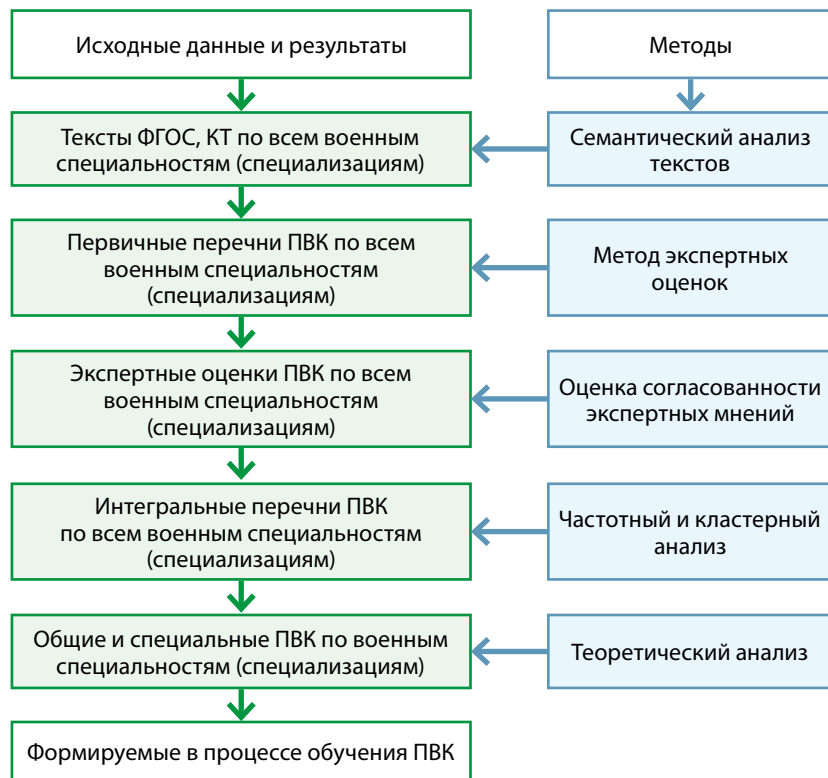 Исходные данные и результаты
Методы
Тексты ФГОС, КТ по всем военным
специальностям (специализациям)
Семантический анализ
текстов
Первичные перечни ПВК по всем
военным специальностям
(специализациям)
Метод экспертных
оценок
Экспертные оценки ПВК по всем
военным специальностям
(специализациям)
Оценка согласованности
экспертных мнений
Интегральные перечни ПВК
по всем военным специальностям
(специализациям)
Частотный и кластерный
анализ
Общие и специальные ПВК по военным
специальностям (специализациям)
Теоретический анализ
Формируемые в процессе обучения ПВК